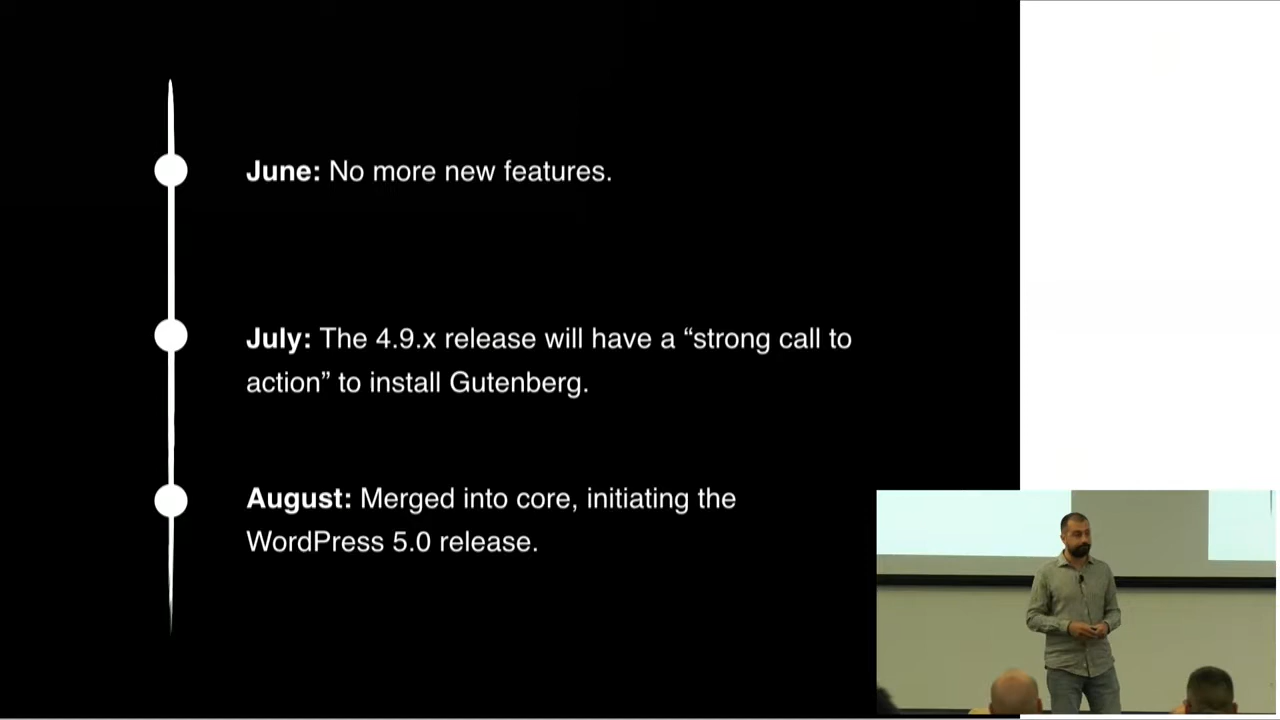 June: No more new features.
July: The 4.9.x release will have a “strong call to
action” to install Gutenberg.
August: Merged into core, initiating the
WordPress 5.0 release.